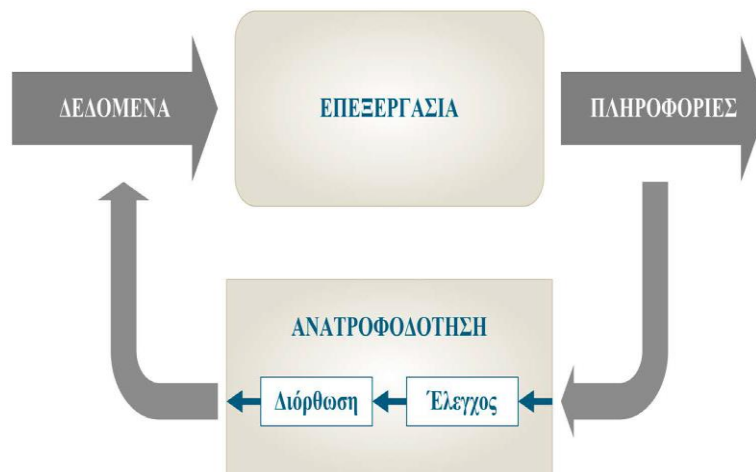 ΔΕΔΟΜΕΝΑ
ΕΠΕΞΕΡΓΑΣΙΑ
ΠΛΗΡΟΦΟΡΙΕΣ
ΑΝΑΤΡΟΦΟΔΟΤΗΣΗ
Διόρθωση
Έλεγχος